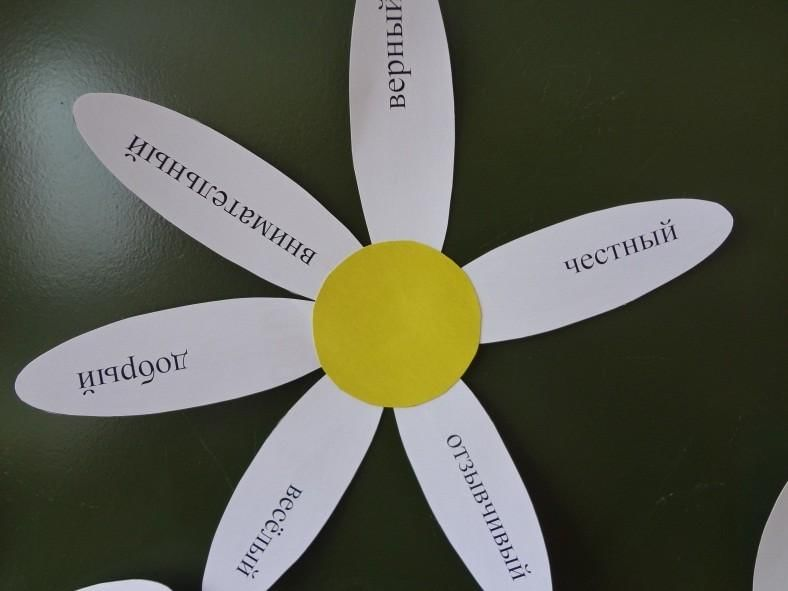 верный
честный
отзывчивый
весёлый
добрый
внимательный